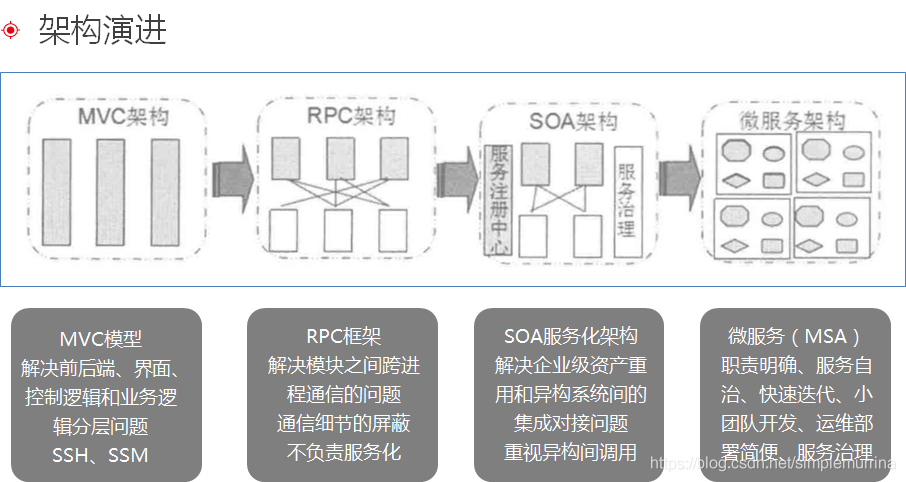 架构演进
MVC架构
RPC架构
SOA架构
微服务架构
服务注册中心
服务治理
MVC模型
解决前后端、界面、
控制逻辑和业务逻
辑分层问题
SSH、SSM
RPC框架
解决模块之间跨进
程通信的问题
通信细节的屏蔽
不负责服务化
SOA服务化架构
解决企业级资产重
用和异构系统间的
集成对接问题
重视异构间调用
微服务（MSA）
职责明确、服务自
治、快速迭代、小
团队开发、运维部
署简便、服务治理
https://blog.csdn.net/simplemurrina